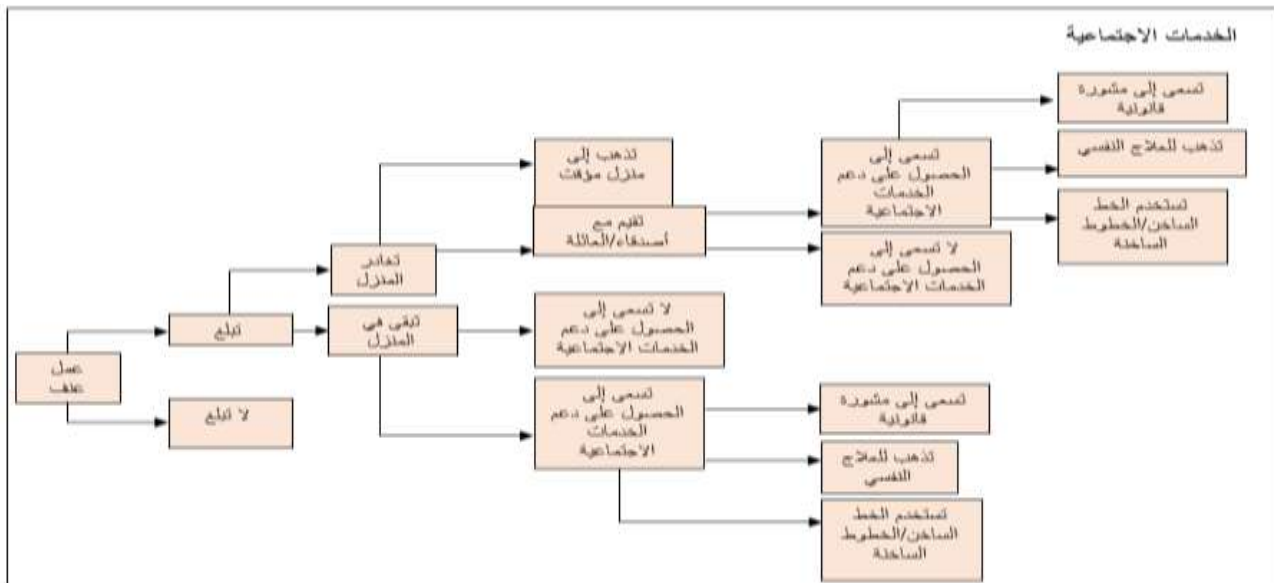 الخدمات الاجتماعية
تسعى إلى مشورة
قانونية
تذهب إلى
منزل مؤقت
تسعى إلى
الحصول على دعم
الخدمات
الاجتماعية
تذهب للعلاج النفسي
تستخدم الخط
الساخن/الخطوط
الساخنة
تقيم مع
أصدقاء/العائلة
لا تسعى إلى
الحصول على دعم
الخدمات الاجتماعية
تغادر
المنزل
تبلغ
تبقى في
المنزل
لا تسعى إلى
الحصول على دعم
الخدمات الاجتماعية
عمل
عنف
لا تبلغ
تسعى إلى
الحصول على دعم
الخدمات
الاجتماعية
تسعى إلى مشورة
قانونية
تذهب للعلاج
النفسي
تستخدم الخط
الساخن/الخطوط
الساخنة